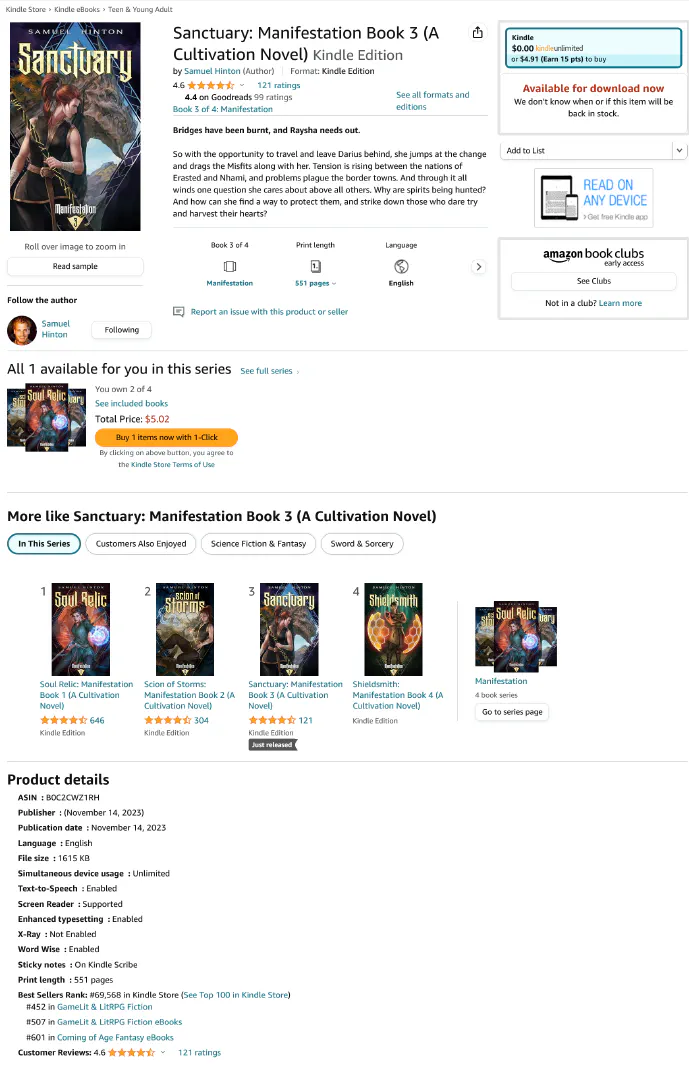 Kindle Store › Kindle eBooks › Teen & Young Adult
SAMUEL HINTON
Sanctuary
Manifestation
3
Roll over image to zoom in
Read sample
Follow the author
Samuel
Hinton
Following
Sanctuary: Manifestation Book 3 (A
Cultivation Novel) Kindle Edition
by Samuel Hinton (Author) | Format: Kindle Edition
4.6 121 ratings
4.4 on Goodreads 99 ratings
Book 3 of 4: Manifestation
See all formats and
editions
Bridges have been burnt, and Raysha needs out.
So with the opportunity to travel and leave Darius behind, she jumps at the change
and drags the Misfits along with her. Tension is rising between the nations of
Erasted and Nhami, and problems plague the border towns. And through it all
winds one question she cares about above all others. Why are spirits being hunted?
And how can she find a way to protect them, and strike down those who dare try
and harvest their hearts?
Book 3 of 4
Manifestation
Print length
551 pages
Language
English
Report an issue with this product or seller
Kindle
$0.00 kindleunlimited
or $4.91 (Earn 15 pts) to buy
Available for download now
We don't know when or if this item will be
back in stock.
Add to List
READ ON
ANY DEVICE
› Get free Kindle app
amazon book clubs
early access
See Clubs
Not in a club? Learn more
All 1 available for you in this series See full series ›
Soul Relic
You own 2 of 4
See included books
Total Price: $5.02
Buy 1 items now with 1-Click
By clicking on above button, you agree to
the Kindle Store Terms of Use
More like Sanctuary: Manifestation Book 3 (A Cultivation Novel)
In This Series
Customers Also Enjoyed
Science Fiction & Fantasy
Sword & Sorcery
1
SAMUEL HINTON
Soul Relic
Soul Relic: Manifestation
Book 1 (A Cultivation
Novel)
646
Kindle Edition
2
SAMUEL HINTON
Scion of
Storms
Scion of Storms:
Manifestation Book 2 (A
Cultivation Novel)
304
Kindle Edition
3
SAMUEL HINTON
Sanctuary
Sanctuary: Manifestation
Book 3 (A Cultivation
Novel)
121
Kindle Edition
Just released
4
SAMUEL HINTON
Shieldsmith
Shieldsmith:
Manifestation Book 4 (A
Cultivation Novel)
Kindle Edition
Soul Relic
Manifestation
4 book series
Go to series page
Product details
ASIN : B0C2CWZ1RH
Publisher : (November 14, 2023)
Publication date : November 14, 2023
Language : English
File size : 1615 KB
Simultaneous device usage : Unlimited
Text-to-Speech : Enabled
Screen Reader : Supported
Enhanced typesetting : Enabled
X-Ray : Not Enabled
Word Wise : Enabled
Sticky notes : On Kindle Scribe
Print length : 551 pages
Best Sellers Rank: #69,568 in Kindle Store (See Top 100 in Kindle Store)
#452 in GameLit & LitRPG Fiction
#507 in GameLit & LitRPG Fiction eBooks
#601 in Coming of Age Fantasy eBooks
Customer Reviews: 4.6 121 ratings